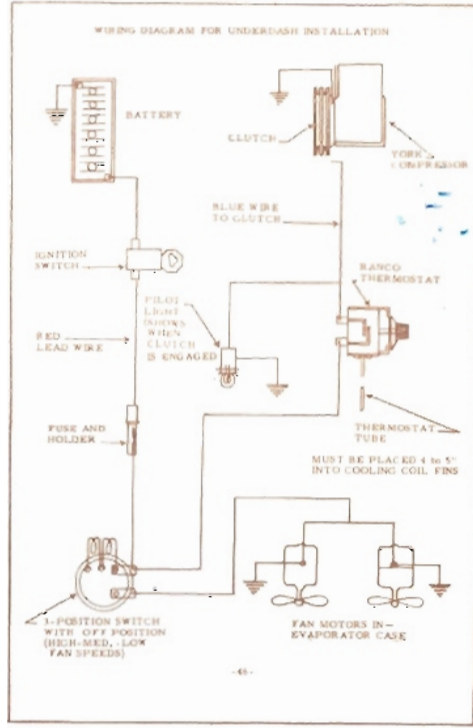 WIRING DIAGRAM FOR UNDERDASH INSTALLATION
BATTERY
CLUTCH
YORK
COMPRESSOR
BLUE WIRE
TO CLUTCH
IGNITION
SWITCH
RANCO
THERMOSTAT
PILOT
LIGHT
(SHOWS
WHEN
CLUTCH
IS ENGAGED
RED
LEAD WIRE
FUSE AND
HOLDER
THERMOSTAT
TUBE
MUST BE PLACED 4 to 5"
INTO COOLING COIL FINS
3-POSITION SWITCH
WITH OFF POSITION
(HIGH-MED.-LOW
FAN SPEEDS)
FAN MOTORS IN-
EVAPORATOR CASE